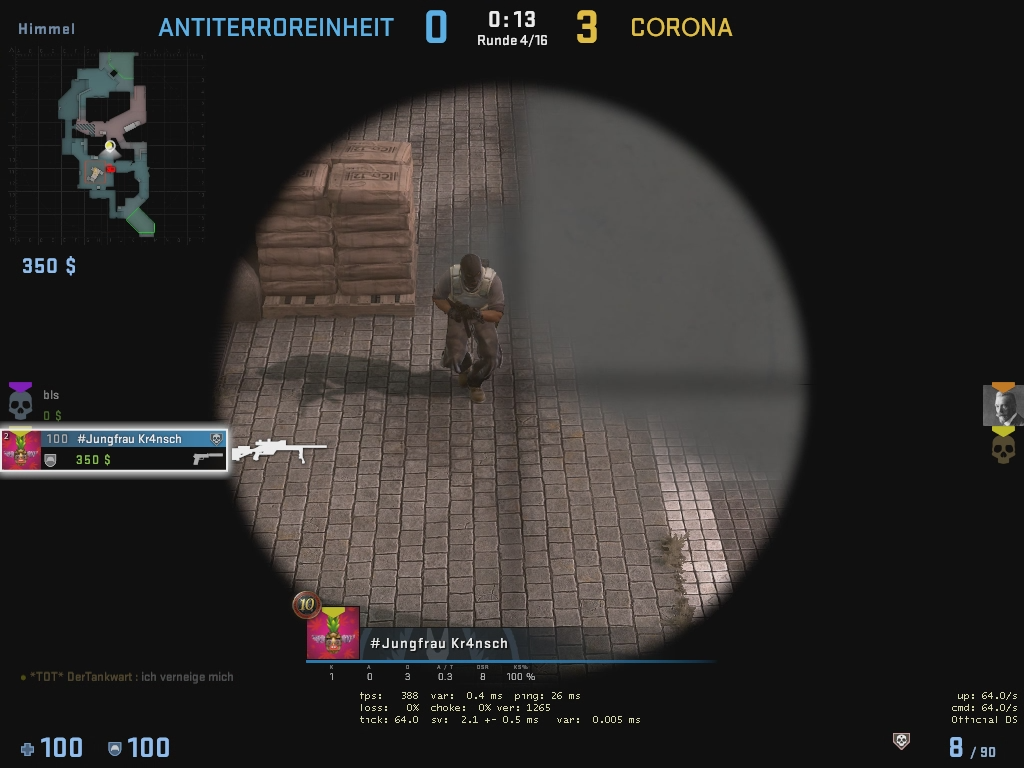 Himmel
ANTITERROREINHEIT 0 0:13 3 CORONA
Runde 4/16
350 $
bls
0 $
2 100 #Jungfrau Kr4nsch
350 $
10
#Jungfrau Kr4nsch
K A D A / T DSR KS%
1 0 3 0.3 8 100 %
*TOT* DerTankwart : ich verneige mich
fps: 388 var: 0.4 ms ping: 26 ms
loss: 0% choke: 0% ver: 1265
tick: 64.0 sv: 2.1 +- 0.5 ms var: 0.005 ms
up: 64.0/s
cmd: 64.0/s
Official DS
100 100 8 / 90